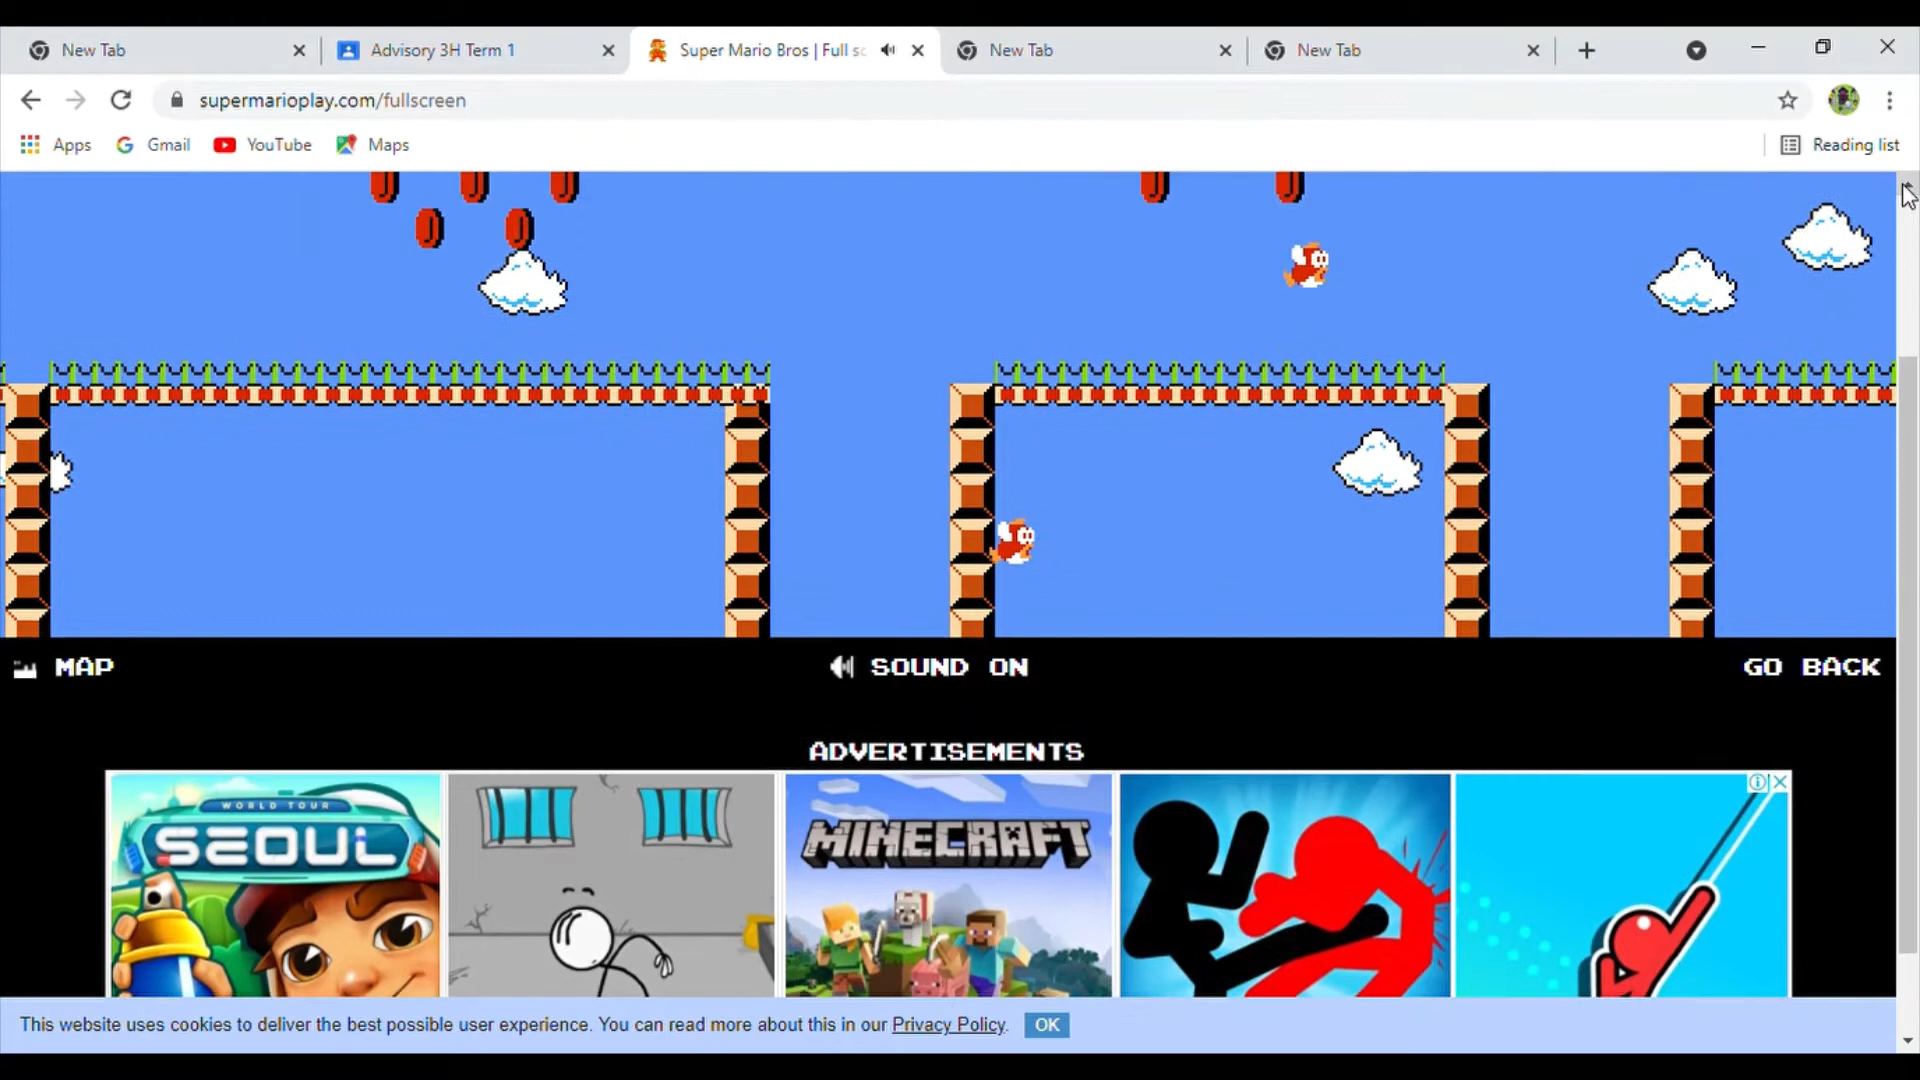 New Tab
Advisory 3H Term 1
Super Mario Bros | Full sc
New Tab
New Tab
supermarioplay.com/fullscreen
Apps
Gmail
YouTube
Maps
Reading list
MAP
SOUND ON
GO BACK
ADVERTISEMENTS
WORLD TOUR
SEOUL
MINECRAFT
This website uses cookies to deliver the best possible user experience. You can read more about this in our Privacy Policy.
OK